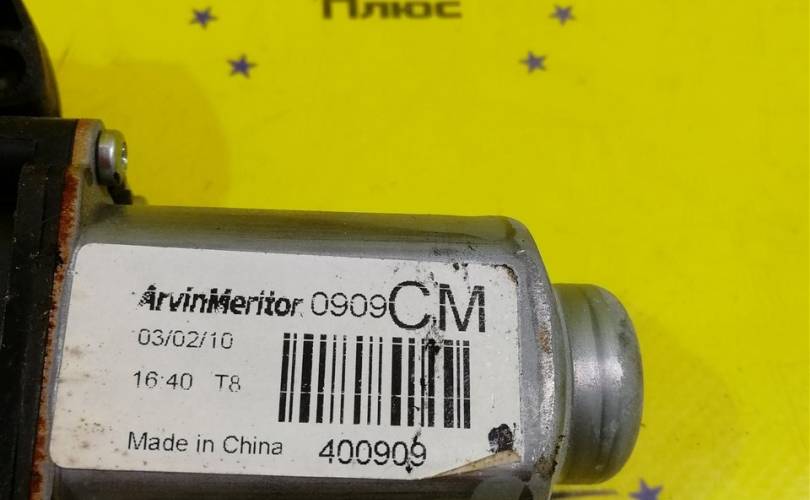 Плюс
ArvinMeritor 0909CM
03/02/10
16:40 T8
Made in China 400909